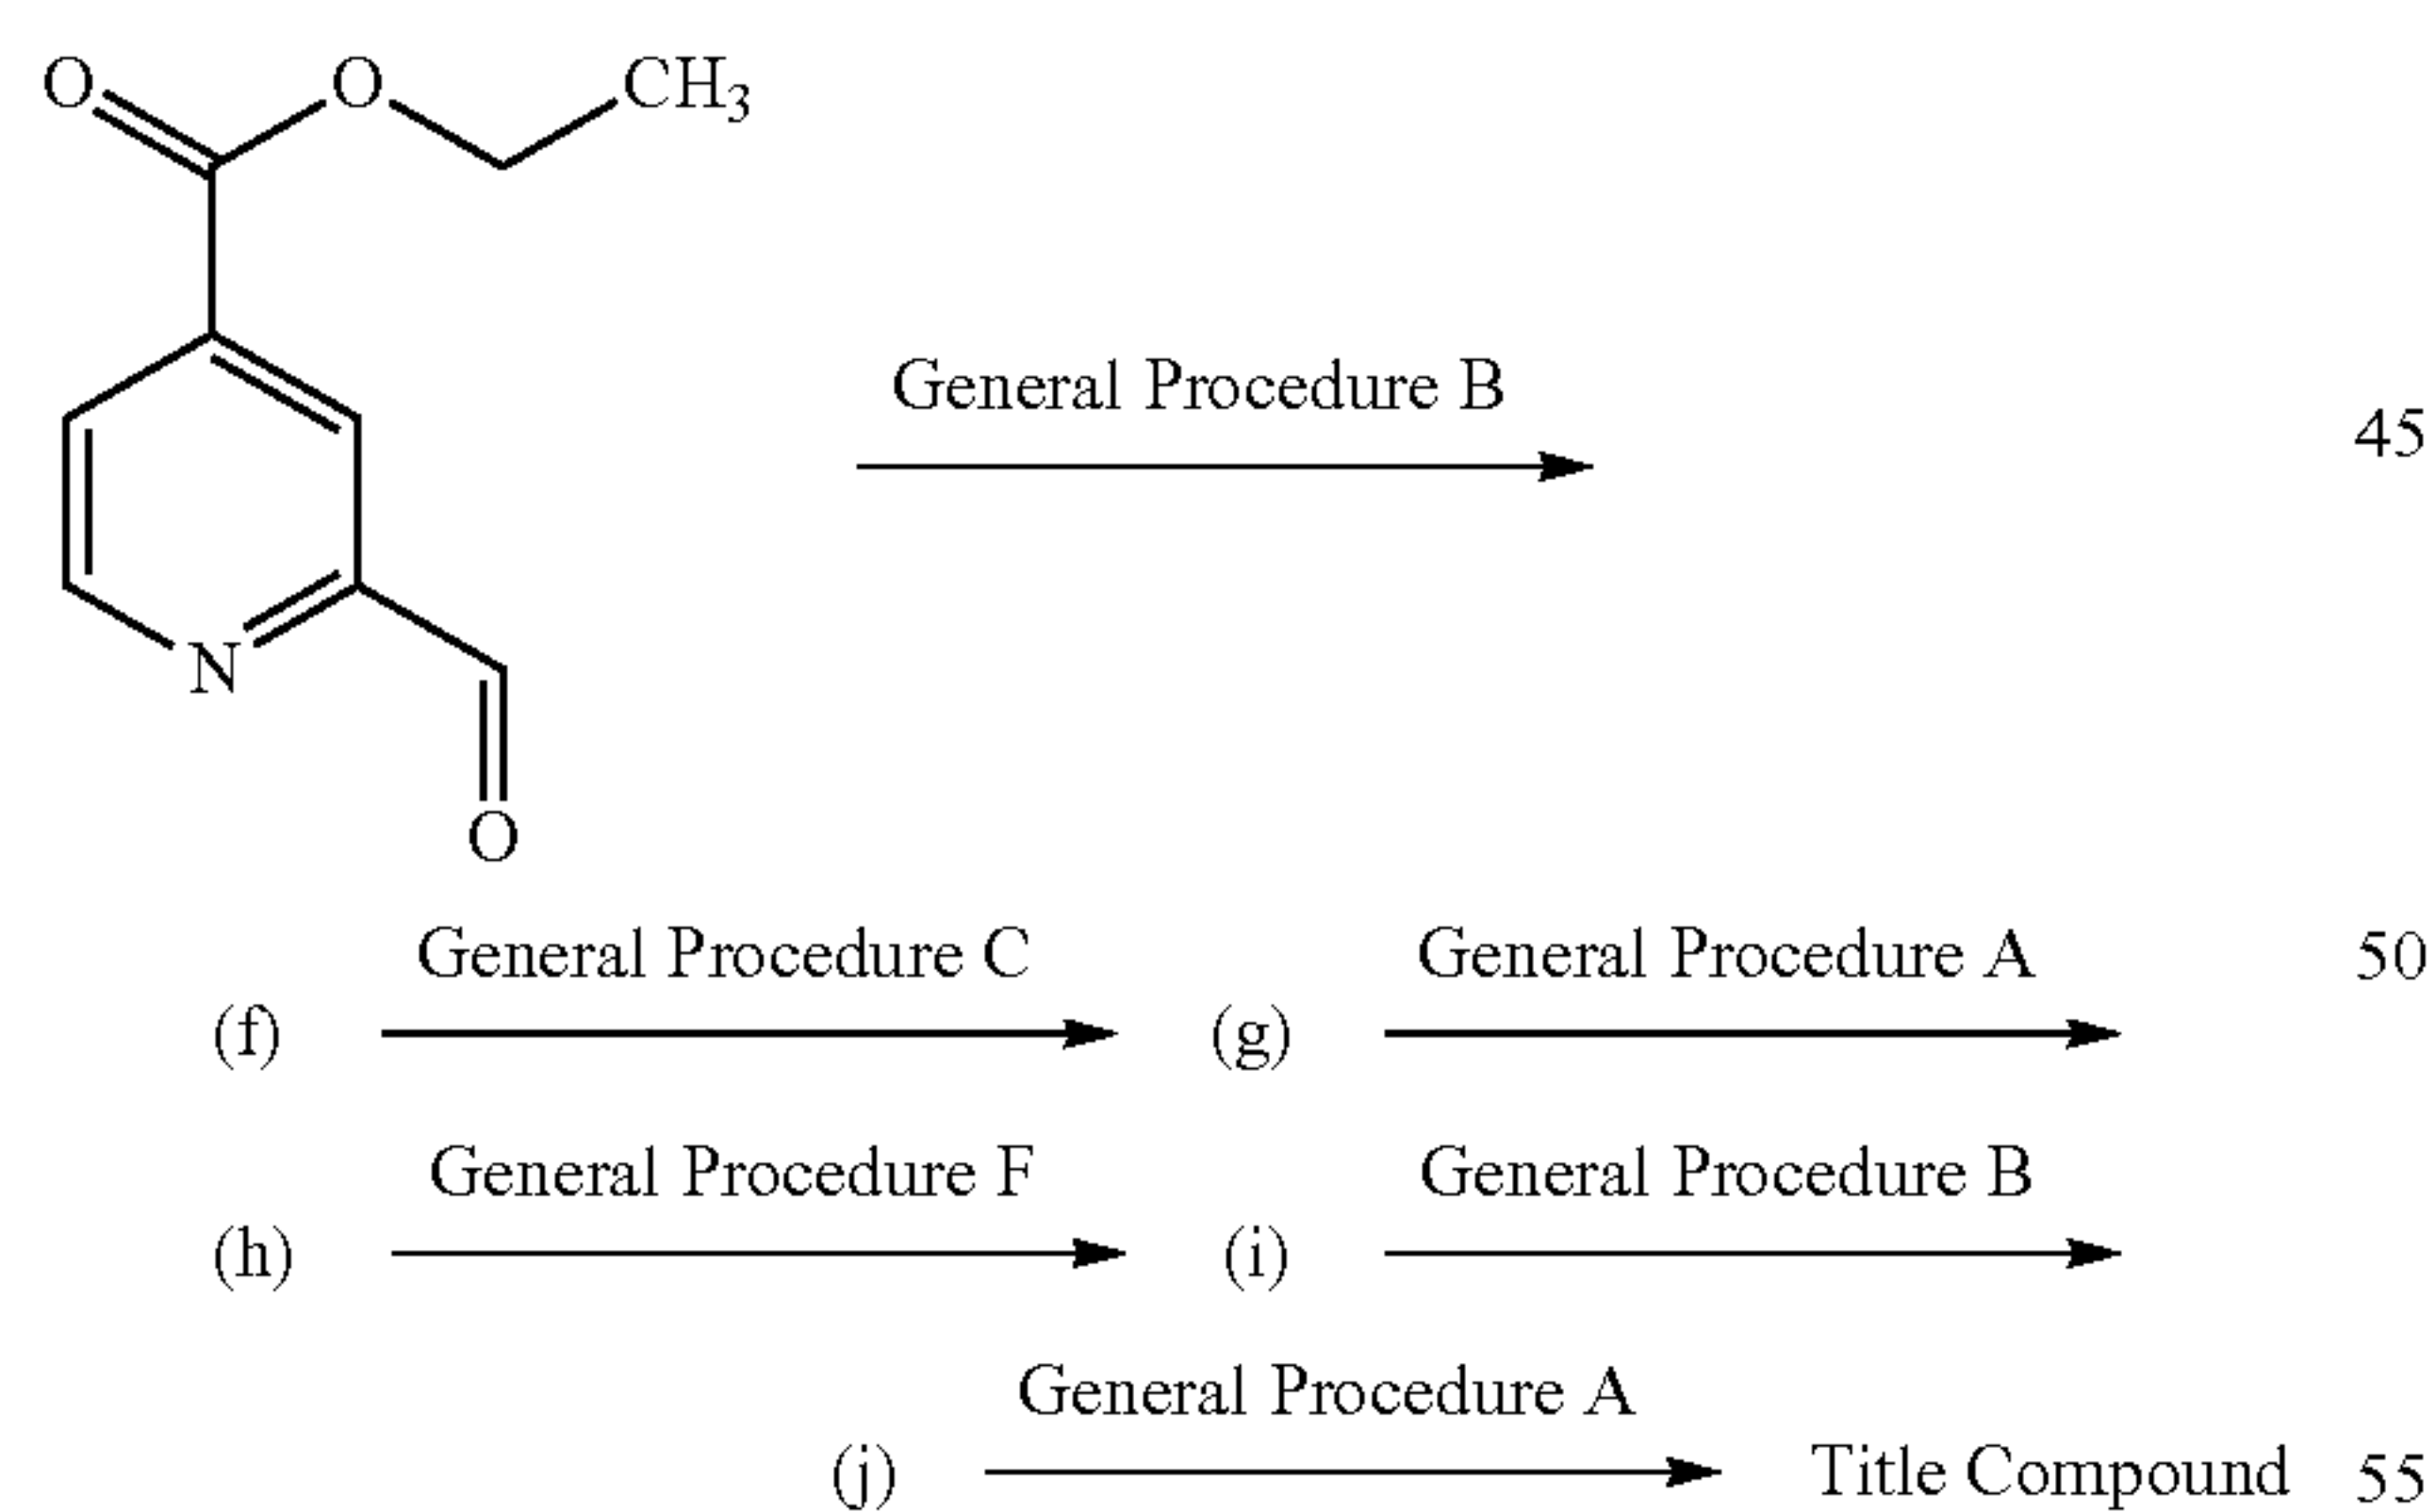 O O CH3
General Procedure B
45
N
O
General Procedure C General Procedure A 50
(f) (g)
General Procedure F General Procedure B
(h) (i)
General Procedure A
(j) Title Compound 55